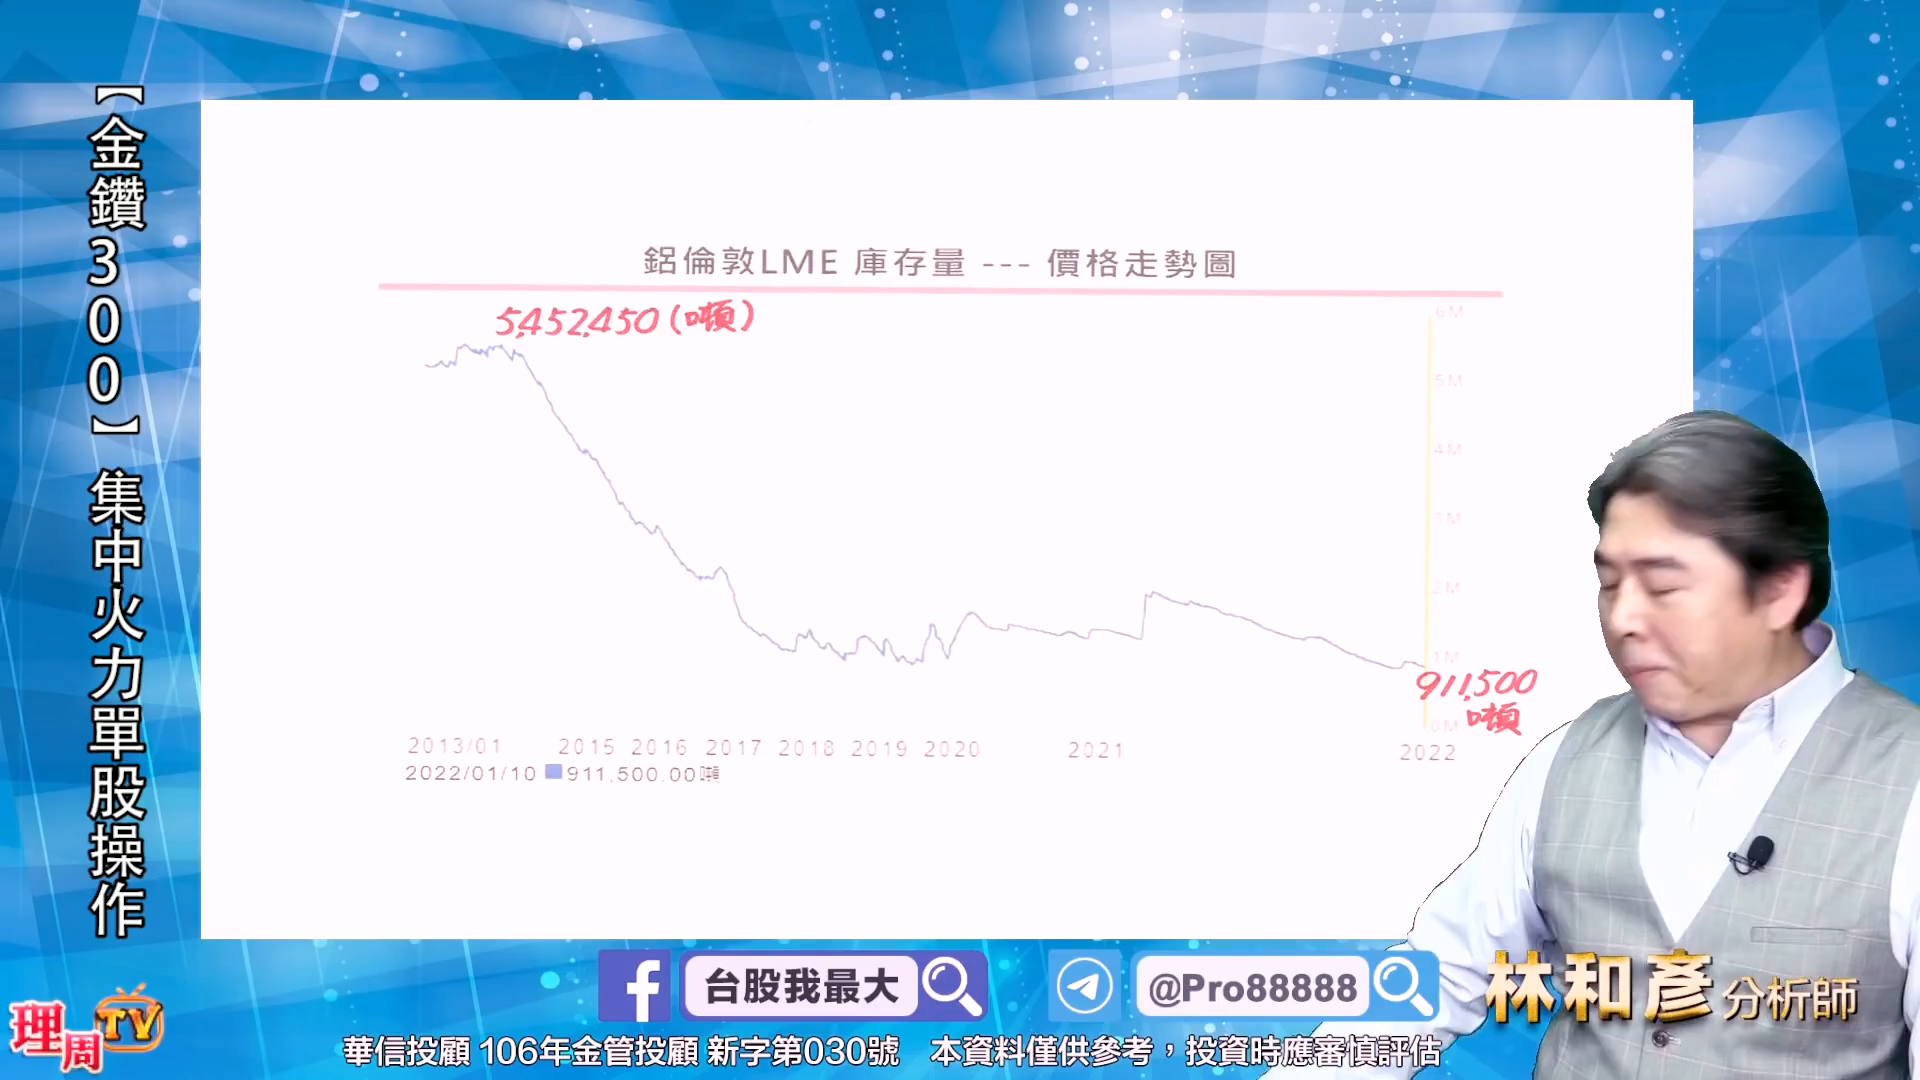 【金鑽300】集中火力單股操作
鋁倫敦LME 庫存量 --- 價格走勢圖
5,452,450(噸)
6M
5M
4M
3M
2M
1M
911,500
噸
0M
2013/01 2015 2016 2017 2018 2019 2020 2021 2022
2022/01/10 911,500.00噸
台股我最大
@Pro88888
林和彥 分析師
理周TV
華信投顧 106年金管投顧 新字第030號 本資料僅供參考，投資時應審慎評估